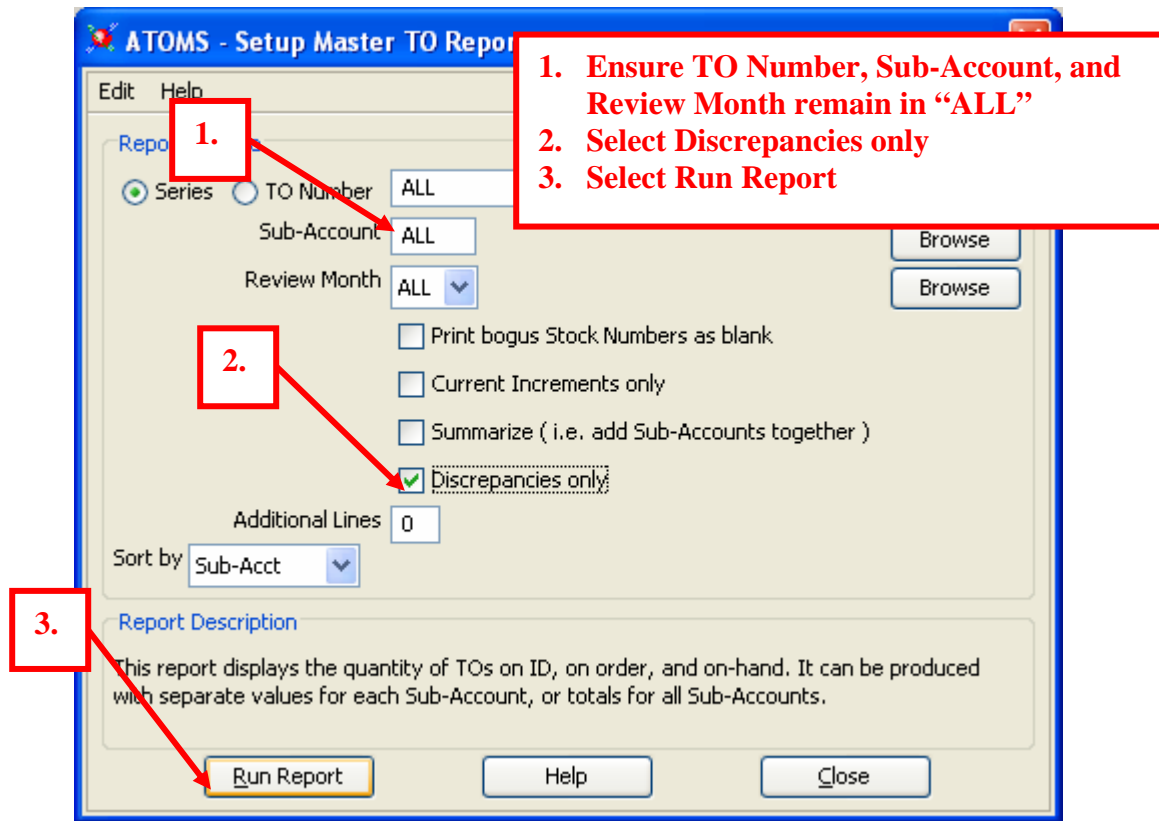 ATOMS - Setup Master TO Repor
1. Ensure TO Number, Sub-Account, and
Review Month remain in “ALL”
2. Select Discrepancies only
3. Select Run Report
Edit Help
1.
Repo
Series TO Number ALL
Sub-Account ALL Browse
Review Month ALL Browse
Print bogus Stock Numbers as blank
2.
Current Increments only
Summarize ( i.e. add Sub-Accounts together )
Discrepancies only
Additional Lines 0
Sort by Sub-Acct
3.
Report Description
This report displays the quantity of TOs on ID, on order, and on-hand. It can be produced
with separate values for each Sub-Account, or totals for all Sub-Accounts.
Run Report Help Close